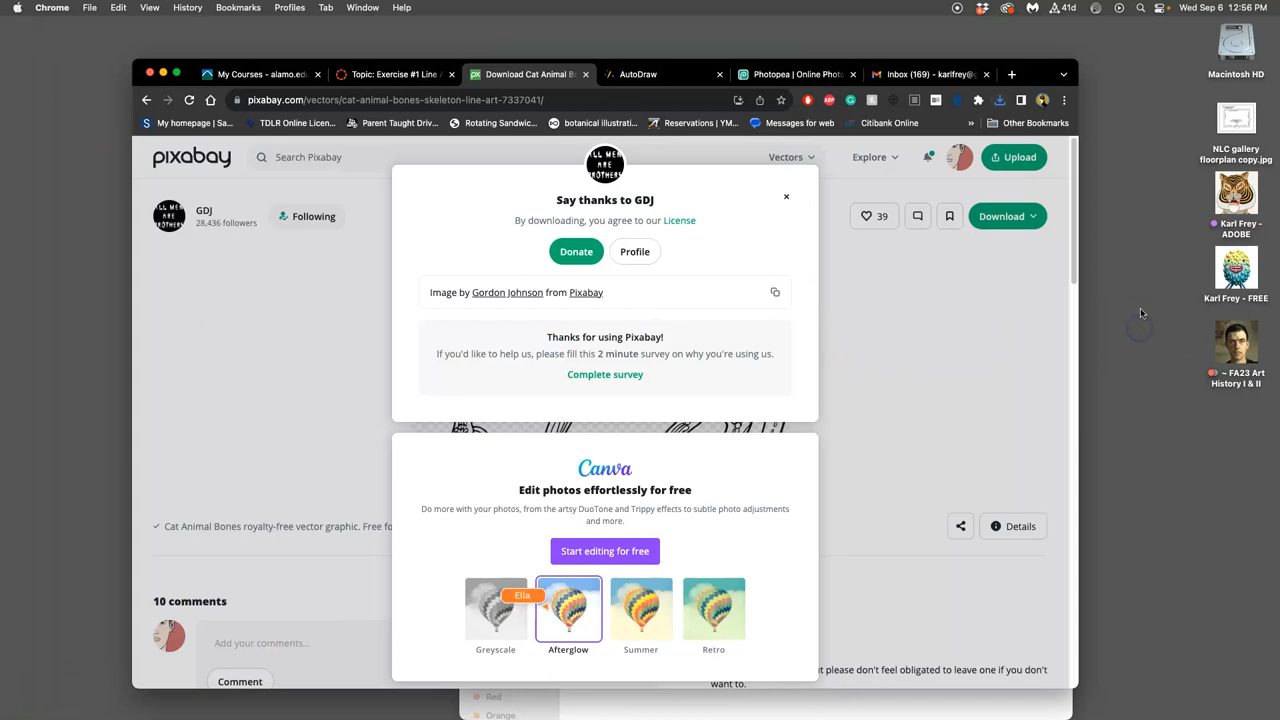 Chrome File Edit View History Bookmarks Profiles Tab Window Help
41d
Wed Sep 6 12:56 PM
My Courses - alamo.ed
Topic: Exercise #1 Line A
Download Cat Animal Bo
AutoDraw
Photopea | Online Photo
Inbox (169) - karlfrey@g
pixabay.com/vectors/cat-animal-bones-skeleton-line-art-7337041/
My homepage | Sa...
TDLR Online Licen...
Parent Taught Driv...
Rotating Sandwic...
botanical illustrati...
Reservations | YM...
Messages for web
Citibank Online
»
Other Bookmarks
pixabay
Search Pixabay
Vectors
Explore
Upload
GDJ
28,436 followers
Following
39
Download
ALL MEN
ARE
BROTHERS
Say thanks to GDJ
By downloading, you agree to our License
Donate
Profile
Image by Gordon Johnson from Pixabay
Thanks for using Pixabay!
If you'd like to help us, please fill this 2 minute survey on why you're using us.
Complete survey
Canva
Edit photos effortlessly for free
Do more with your photos, from the artsy DuoTone and Trippy effects to subtle photo adjustments
and more.
Start editing for free
Ella
Greyscale
Afterglow
Summer
Retro
Cat Animal Bones royalty-free vector graphic. Free fo
Details
10 comments
Add your comments...
Comment
t please don't feel obligated to leave one if you don't
want to.
Red
Orange
Macintosh HD
NLC gallery
floorplan copy.jpg
Karl Frey -
ADOBE
Karl Frey - FREE
~ FA23 Art
History I & II